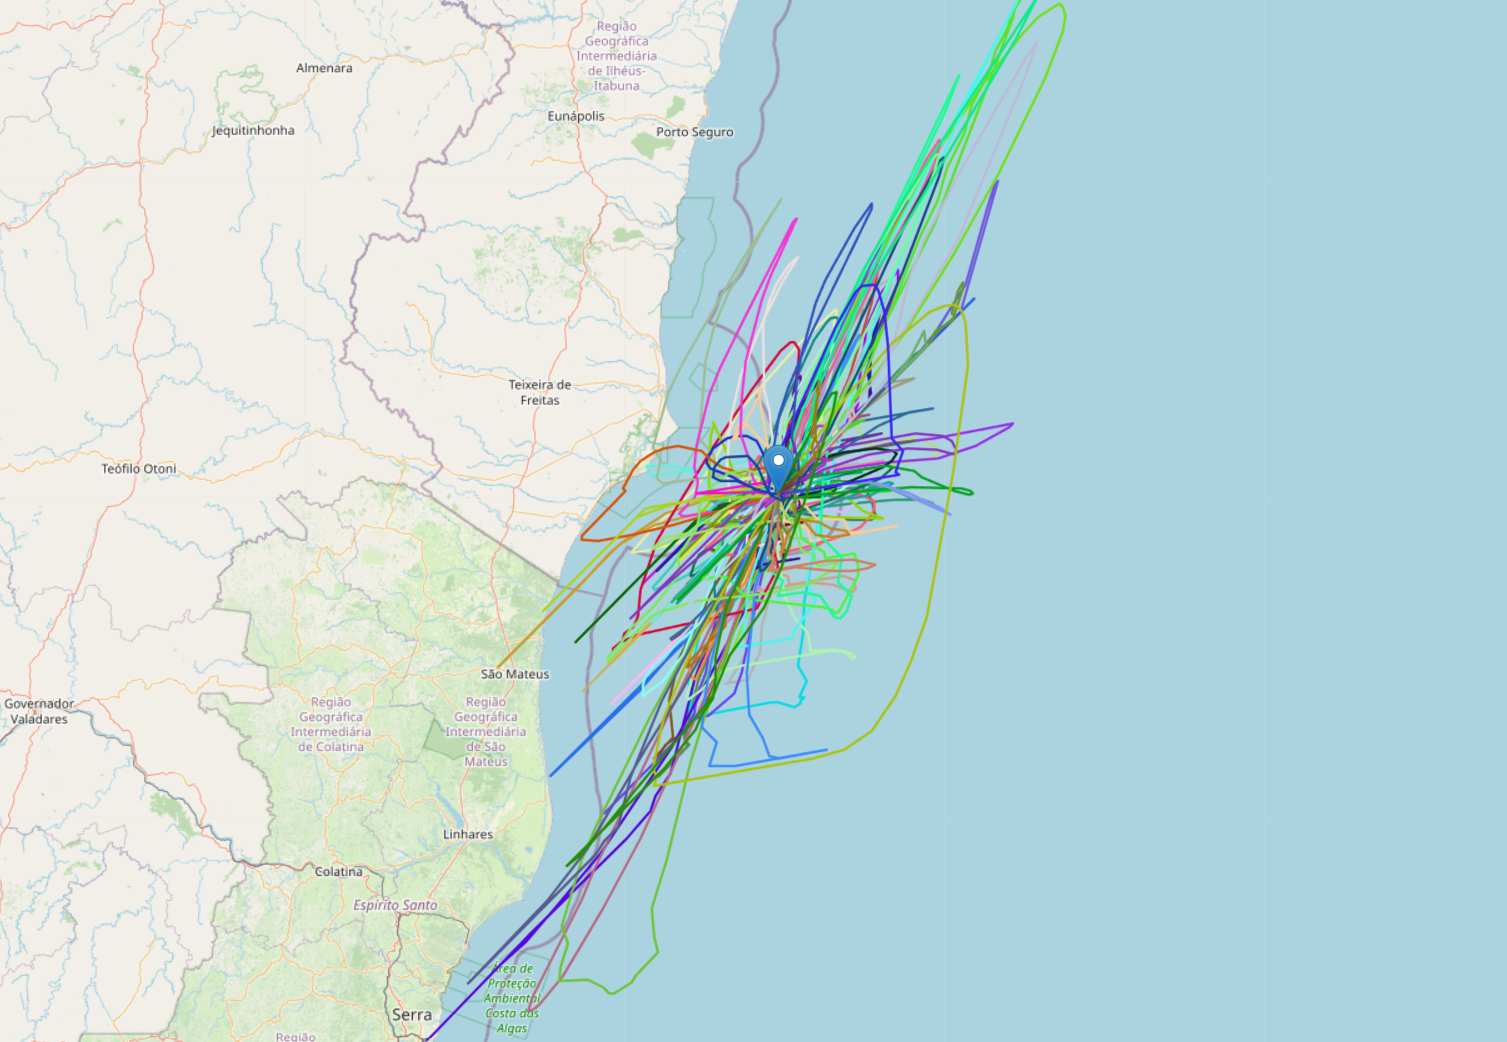 Região
Geográfica
Intermediária
de Ilhéus-
Itabuna
Almenara
Eunápolis
Jequitinhonha
Porto Seguro
Teixeira de
Freitas
Teófilo Otoni
São Mateus
Governador
Valadares
Região
Geográfica
Intermediária
de Colatina
Região
Geográfica
Intermediária
de São
Mateus
Linhares
Colatina
Espírito Santo
Área de
Proteção
Ambiental
Costa das
Algas
Serra
Região